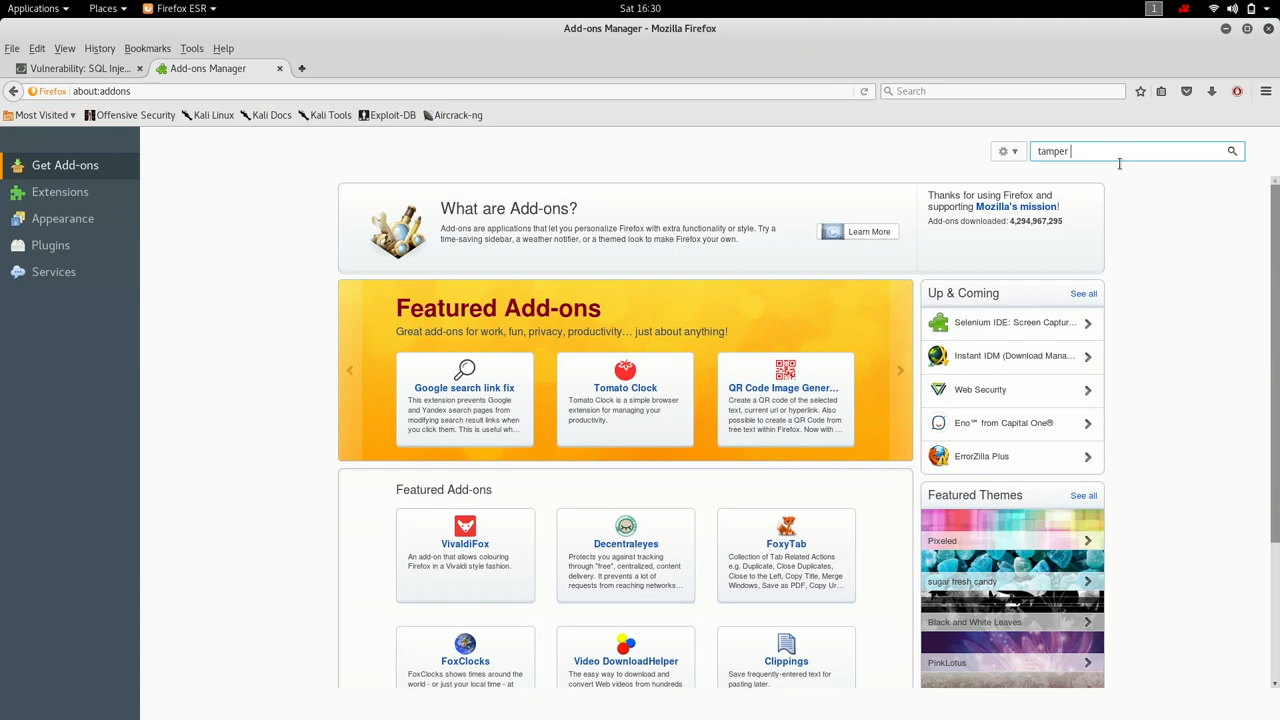 Applications ▾ Places ▾ Firefox ESR ▾ Sat 16:30 1
Add-ons Manager - Mozilla Firefox
File Edit View History Bookmarks Tools Help
Vulnerability: SQL Inje... × Add-ons Manager ×
Firefox about:addons Search
Most Visited ▾ Offensive Security Kali Linux Kali Docs Kali Tools Exploit-DB Aircrack-ng
Get Add-ons
Extensions
Appearance
Plugins
Services
tamper
What are Add-ons?
Add-ons are applications that let you personalize Firefox with extra functionality or style. Try a
time-saving sidebar, a weather notifier, or a themed look to make Firefox your own.
Learn More
Thanks for using Firefox and
supporting Mozilla's mission!
Add-ons downloaded: 4,294,967,295
Featured Add-ons
Great add-ons for work, fun, privacy, productivity… just about anything!
Google search link fix
This extension prevents Google
and Yandex search pages from
modifying search result links when
you click them. This is useful wh...
Tomato Clock
Tomato Clock is a simple browser
extension for managing your
productivity.
QR Code Image Gener...
Create a QR code of the selected
text, current url or hyperlink. Also
possible to create a QR Code from
free text within Firefox. Now with ...
Up & Coming See all
Selenium IDE: Screen Captur...
Instant IDM (Download Mana...
Web Security
Eno℠ from Capital One®
ErrorZilla Plus
Featured Add-ons
VivaldiFox
An add-on that allows colouring
Firefox in a Vivaldi style fashion.
Decentraleyes
Protects you against tracking
through "free", centralized, content
delivery. It prevents a lot of
requests from reaching networks...
FoxyTab
Collection of Tab Related Actions
e.g. Duplicate, Close Duplicates,
Close to the Left, Copy Title, Merge
Windows, Save as PDF, Copy Ur...
FoxClocks
FoxClocks shows times around the
world - or just your local time - at
Video DownloadHelper
The easy way to download and
convert Web videos from hundreds
Clippings
Save frequently-entered text for
pasting later.
Featured Themes See all
Pixeled
sugar fresh candy
Black and White Leaves
PinkLotus